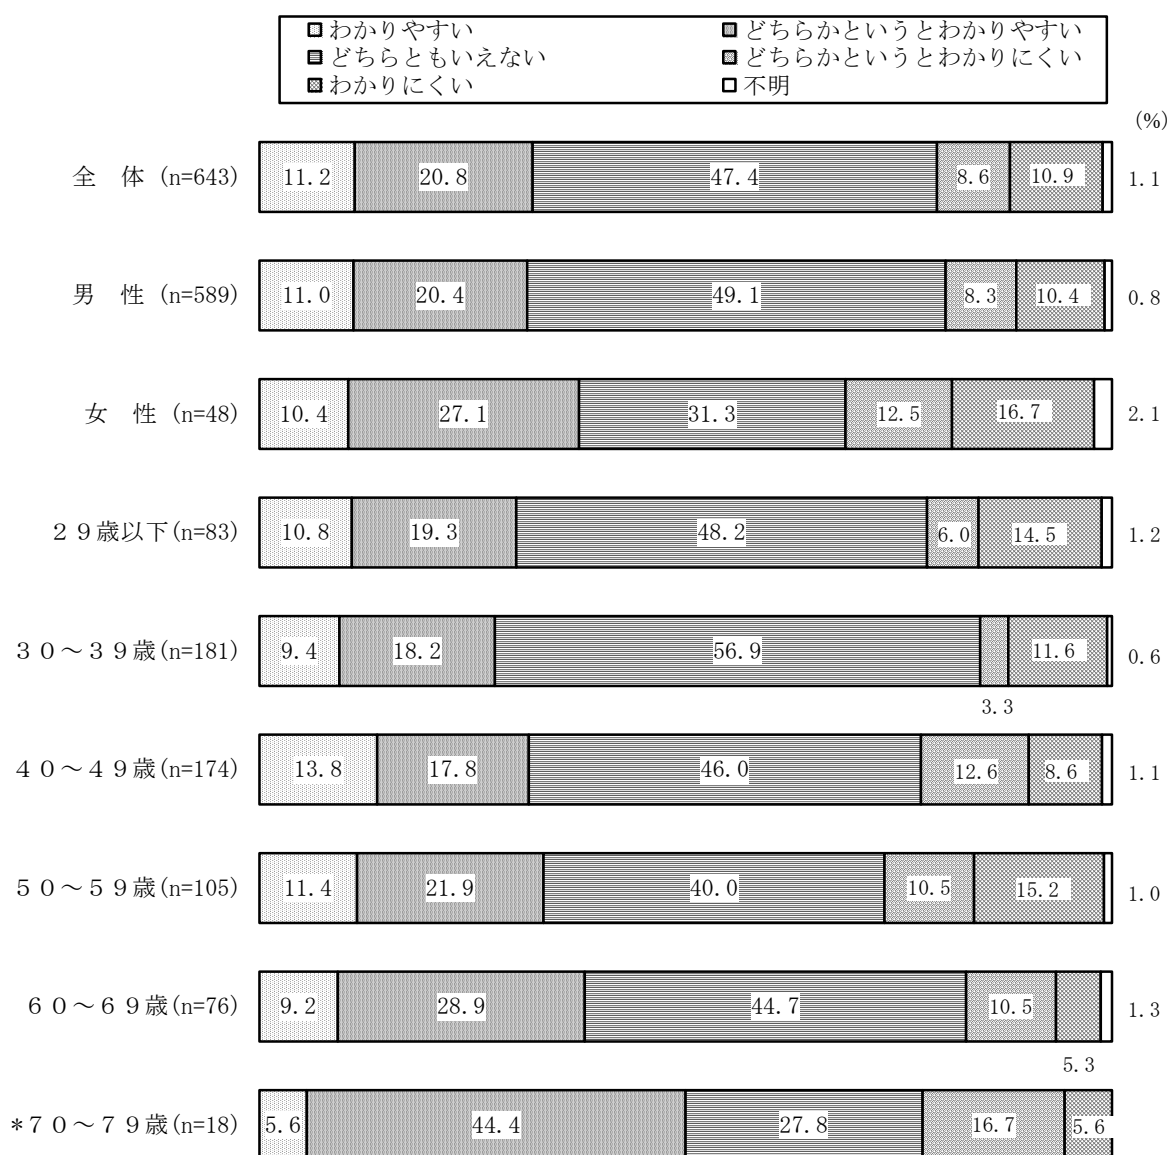 わかりやすい どちらかというとわかりやすい
どちらともいえない どちらかというとわかりにくい
わかりにくい 不明
(%)
全 体 (n=643) 11.2 20.8 47.4 8.6 10.9 1.1
男 性 (n=589) 11.0 20.4 49.1 8.3 10.4 0.8
女 性 (n=48) 10.4 27.1 31.3 12.5 16.7 2.1
29歳以下(n=83) 10.8 19.3 48.2 6.0 14.5 1.2
30～39歳(n=181) 9.4 18.2 56.9 11.6 0.6
3.3
40～49歳(n=174) 13.8 17.8 46.0 12.6 8.6 1.1
50～59歳(n=105) 11.4 21.9 40.0 10.5 15.2 1.0
60～69歳(n=76) 9.2 28.9 44.7 10.5 1.3
5.3
*70～79歳(n=18) 5.6 44.4 27.8 16.7 5.6